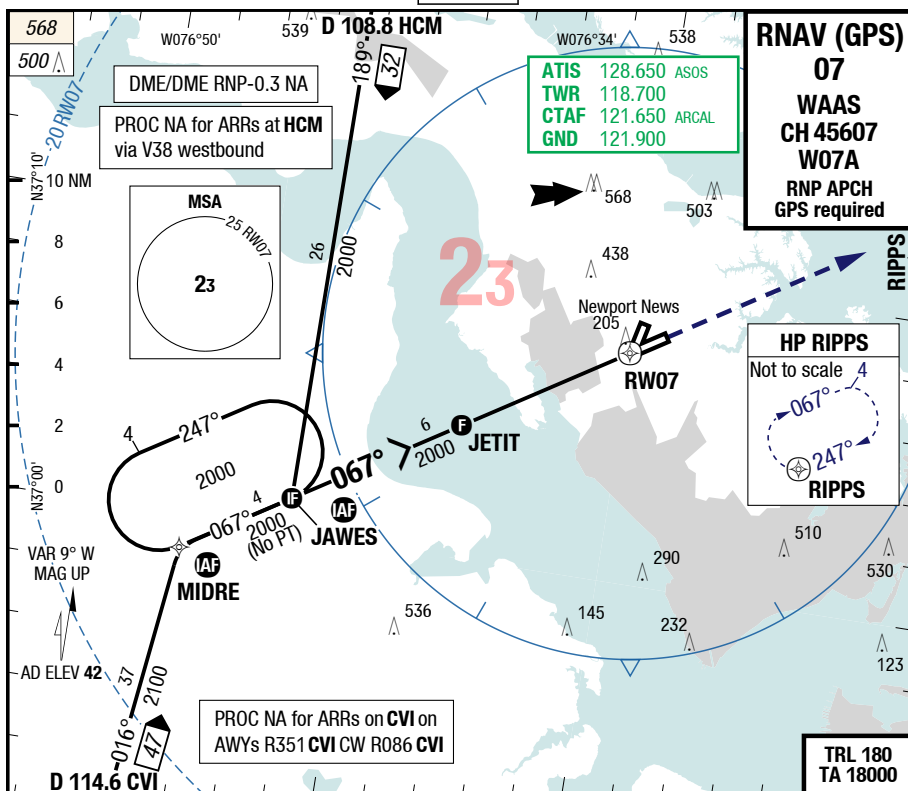 568
500
W076°50'
539
D 108.8 HCM
W076°34'
538
RNAV (GPS)
07
WAAS
CH 45607
W07A
RNP APCH
GPS required
ATIS 128.650 ASOS
TWR 118.700
CTAF 121.650 ARCAL
GND 121.900
DME/DME RNP-0.3 NA
PROC NA for ARRs at HCM
via V38 westbound
20 RW07
189°
32
N37°10'
10 NM
8
6
4
2
0
N37°00'
MSA
25 RW07
23
26
2000
23
568
503
438
Newport News
205
RW07
RIPPS
HP RIPPS
Not to scale
4
067°
247°
RIPPS
4
247°
2000
067°
4
2000
(No PT)
IF
IAF
JAWES
067°
6
2000
F
JETIT
IAF
MIDRE
VAR 9° W
MAG UP
AD ELEV 42
37
2100
016°
47
D 114.6 CVI
536
290
145
232
510
530
123
PROC NA for ARRs on CVI on
AWYs R351 CVI CW R086 CVI
TRL 180
TA 18000